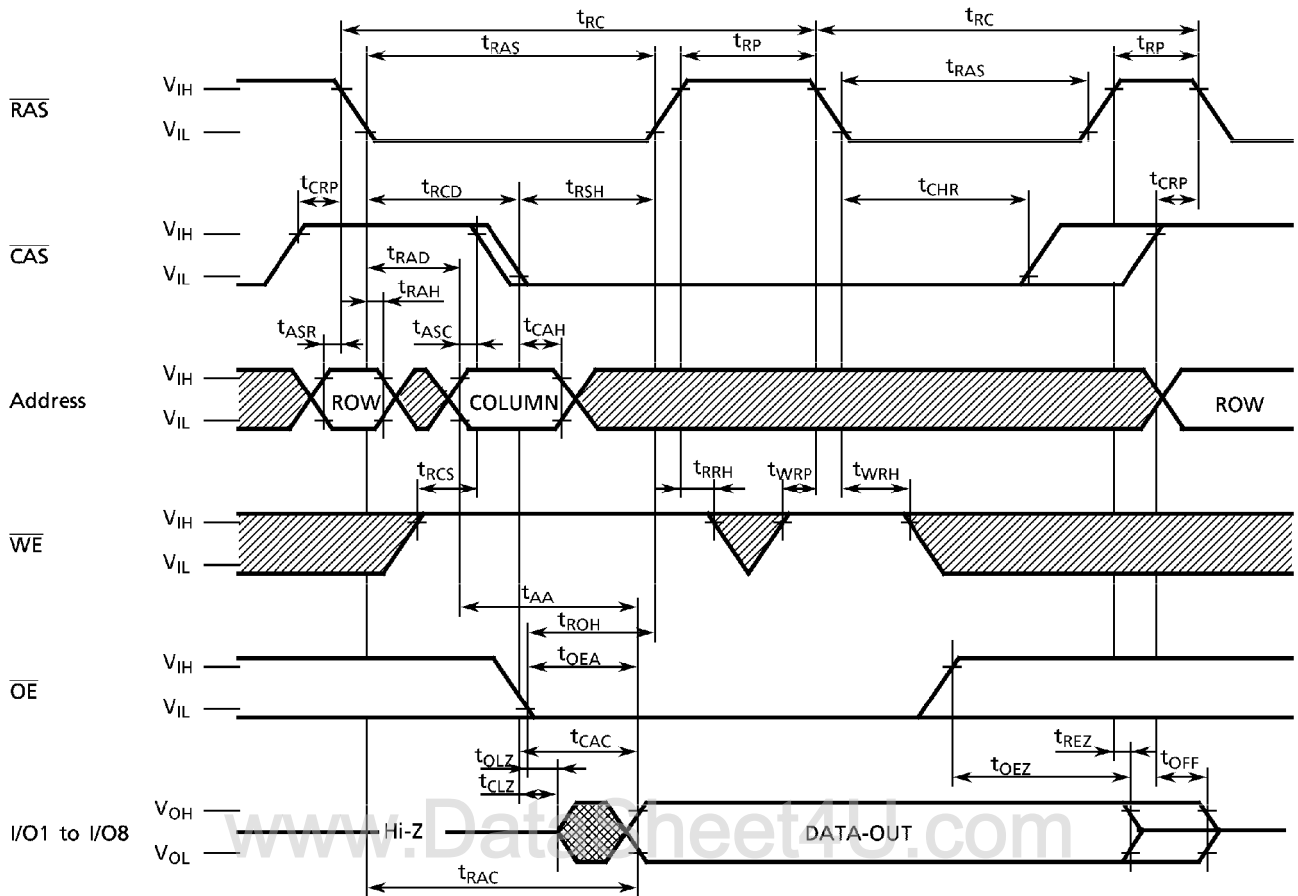 tRC tRC
tRAS tRP tRAS tRP
RAS VIH
VIL
tCRP tRCD tRSH tCHR tCRP
CAS VIH
VIL
tRAD
tRAH
tASR tASC tCAH
Address VIH
VIL
ROW COLUMN ROW
tRCS tRRH tWRP tWRH
WE VIH
VIL
tAA
tROH
tOEA
OE VIH
VIL
tCAC tREZ
tOLZ tOEZ tOFF
tCLZ
I/O1 to I/O8 VOH
VOL
Hi-Z DATA-OUT
www.DataSheet4U.com
tRAC